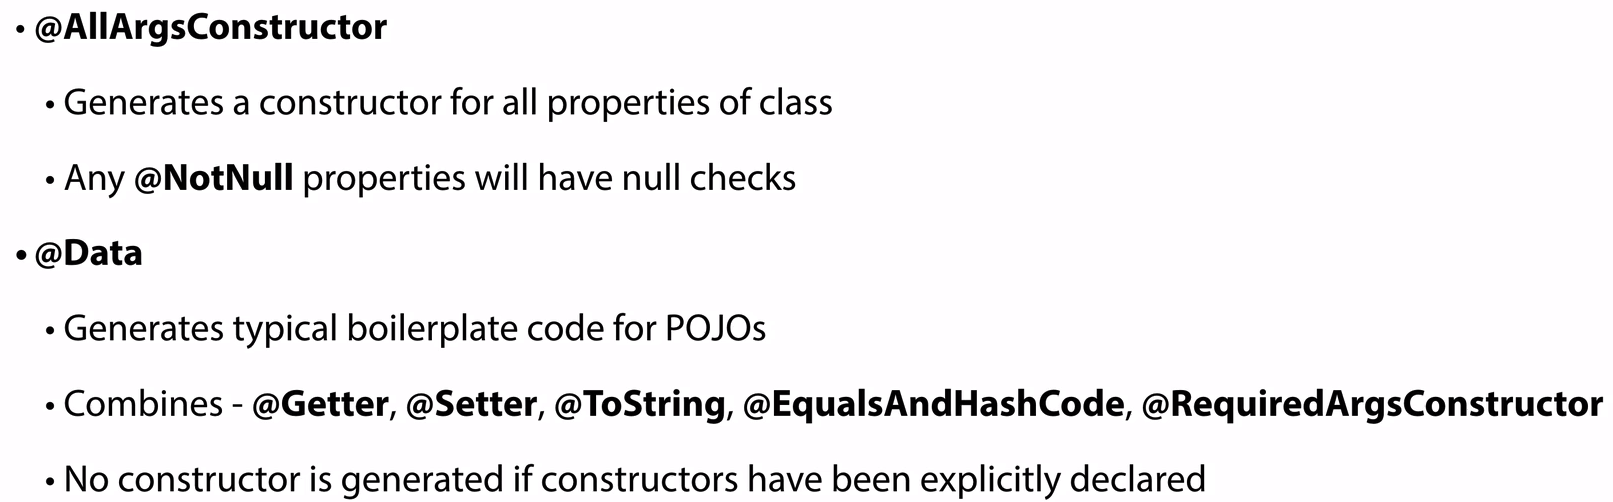 • @AllArgsConstructor
• Generates a constructor for all properties of class
• Any @NotNull properties will have null checks
• @Data
• Generates typical boilerplate code for POJOs
• Combines - @Getter, @Setter, @ToString, @EqualsAndHashCode, @RequiredArgsConstructor
• No constructor is generated if constructors have been explicitly declared